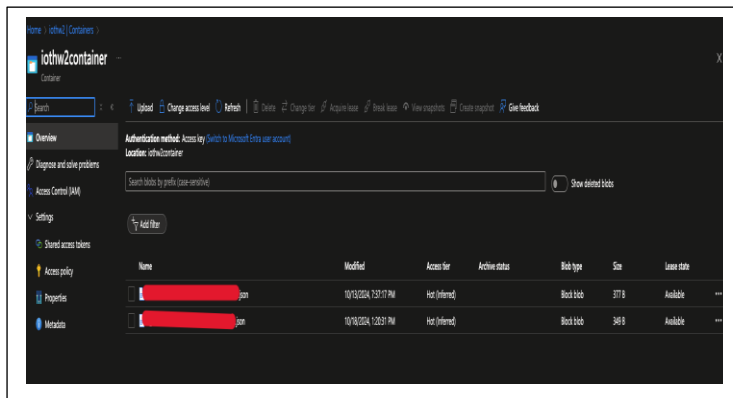 Home > iothw2 | Containers >
iothw2container
Container
Search
Upload Change access level Refresh Delete Change tier Acquire lease Break lease View snapshots Create snapshot Give feedback
Overview
Diagnose and solve problems
Access Control (IAM)
Settings
Shared access tokens
Access policy
Properties
Metadata
Authentication method: Access key (Switch to Microsoft Entra user account)
Location: iothw2container
Search blobs by prefix (case-sensitive)
Show deleted blobs
Add filter
Name Modified Access tier Archive status Blob type Size Lease state
json 10/13/2024, 7:37:17 PM Hot (Inferred) Block blob 377 B Available
json 10/18/2024, 1:20:31 PM Hot (Inferred) Block blob 349 B Available